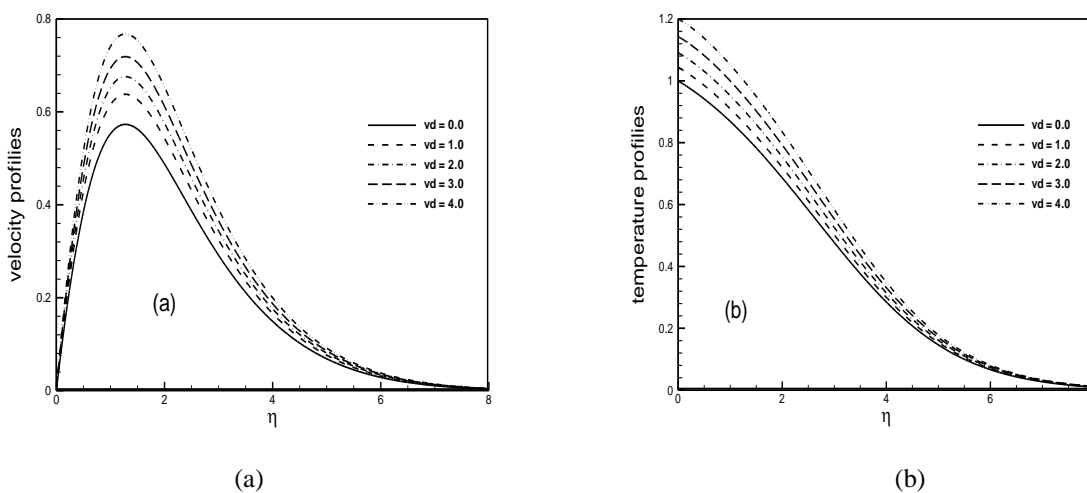 velocity profilies
0.8
0.6
0.4
0.2
0
0 2 4 6 8
η
vd = 0.0
vd = 1.0
vd = 2.0
vd = 3.0
vd = 4.0
(a)
temperature profilies
1.2
1
0.8
0.6
0.4
0.2
0
0 2 4 6
η
vd = 0.0
vd = 1.0
vd = 2.0
vd = 3.0
vd = 4.0
(b)
(a)
(b)